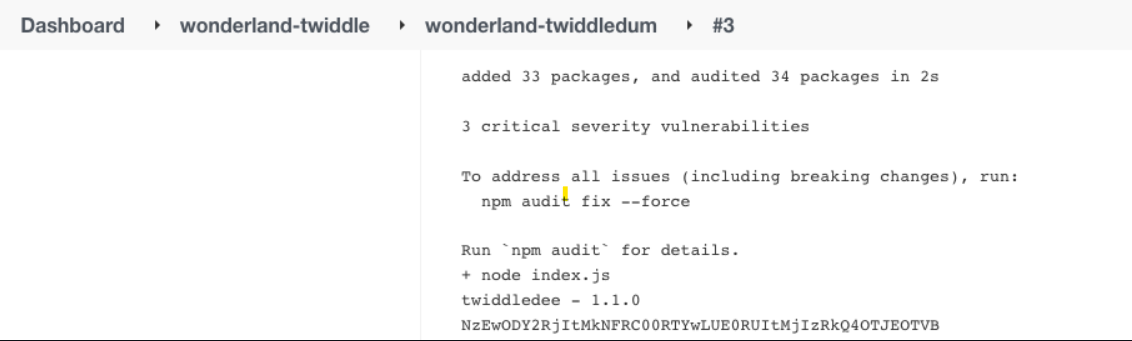 Dashboard ▸ wonderland-twiddle ▸ wonderland-twiddledum ▸ #3
added 33 packages, and audited 34 packages in 2s
3 critical severity vulnerabilities
To address all issues (including breaking changes), run:
npm audit fix --force
Run `npm audit` for details.
+ node index.js
twiddledee - 1.1.0
NzEwODY2RjItMkNFRC00RTYwLUE0RUItMjIzRkQ4OTJEOTVB